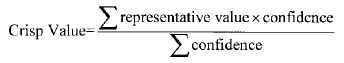 Crisp Value= ∑ representative value × confidence
∑ confidence